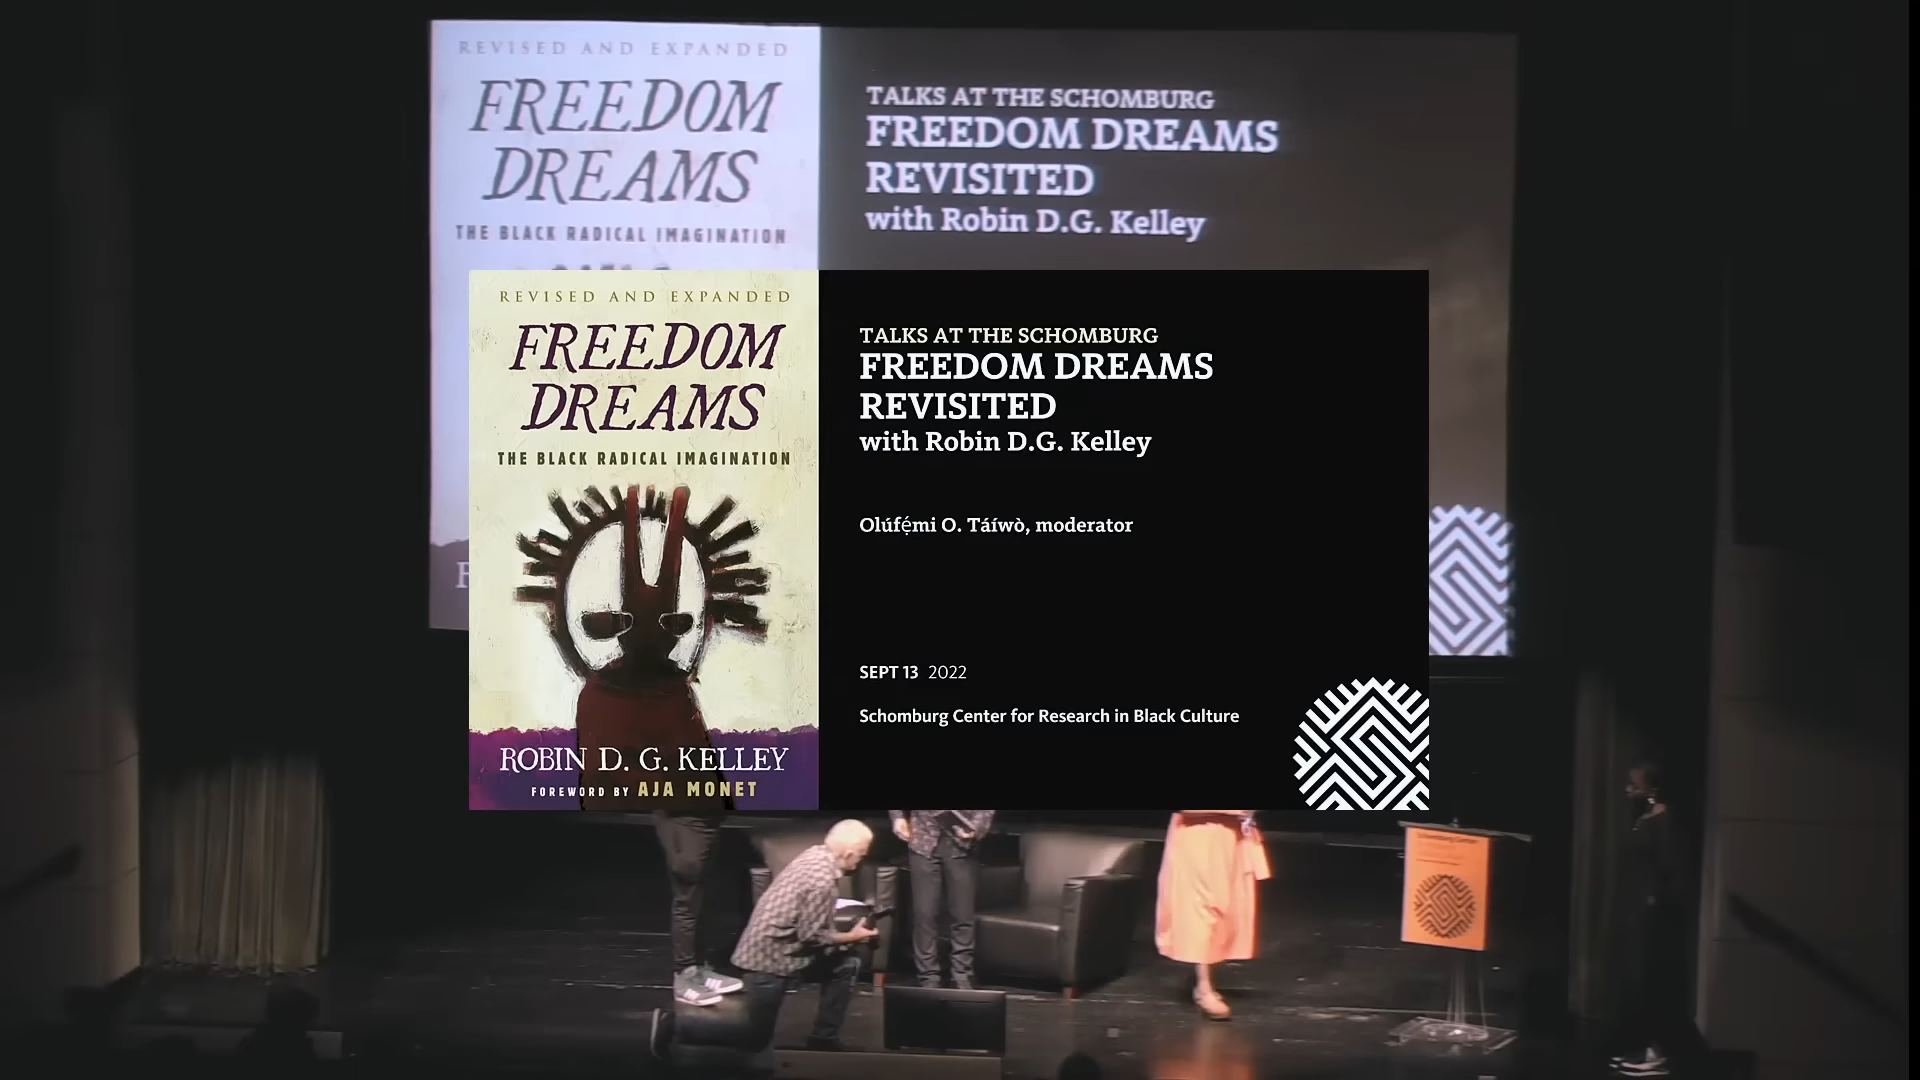 REVISED AND EXPANDED
FREEDOM
DREAMS
THE BLACK RADICAL IMAGINATION
TALKS AT THE SCHOMBURG
FREEDOM DREAMS
REVISITED
with Robin D.G. Kelley
REVISED AND EXPANDED
FREEDOM
DREAMS
THE BLACK RADICAL IMAGINATION
ROBIN D. G. KELLEY
FOREWORD BY AJA MONET
TALKS AT THE SCHOMBURG
FREEDOM DREAMS
REVISITED
with Robin D.G. Kelley
Olúfẹ́mi O. Táíwò, moderator
SEPT 13 2022
Schomburg Center for Research in Black Culture
Schomburg Center